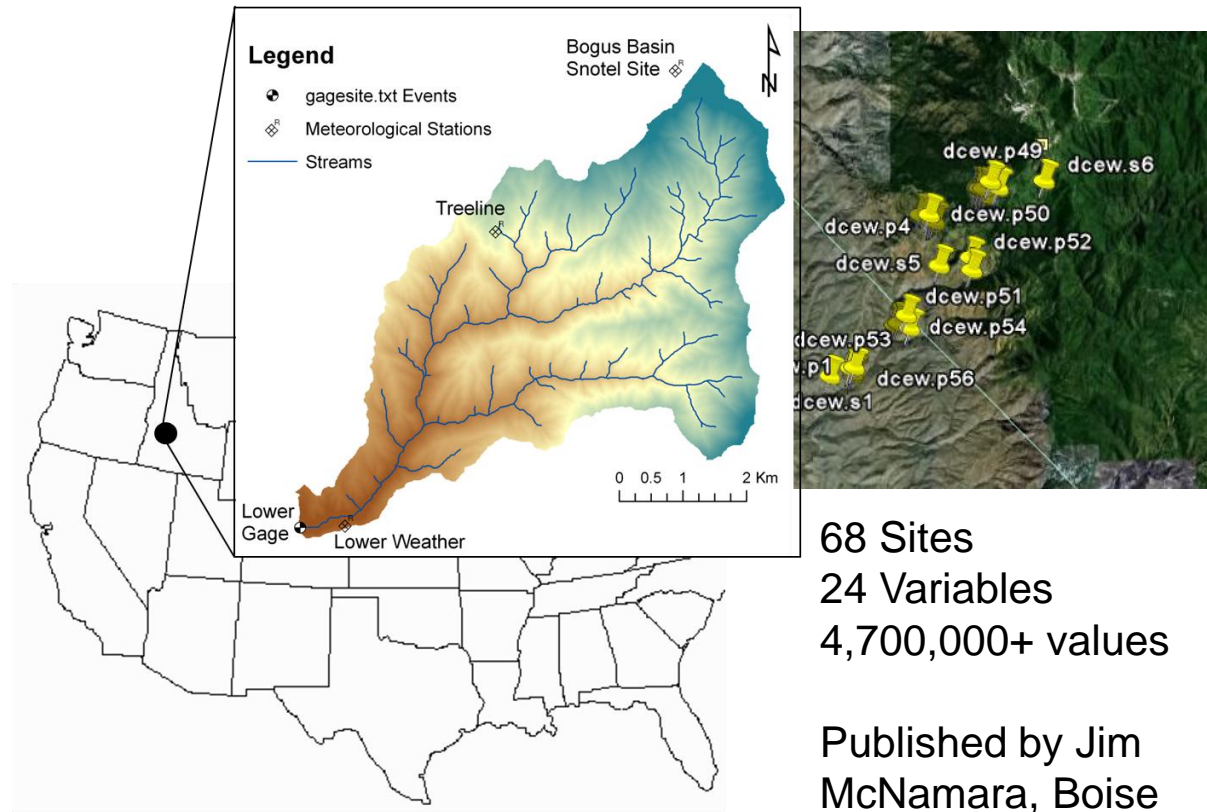 Legend
gagesite.txt Events
R
Meteorological Stations
Streams
Bogus Basin
Snotel Site
R
N
Treeline
R
0 0.5 1 2 Km
Lower
Gage
R
Lower Weather
dcew.p49
dcew.s6
dcew.p50
dcew.p4
dcew.p52
dcew.s5
dcew.p51
dcew.p54
dcew.p53
w.p1
dcew.p56
dcew.s1
68 Sites
24 Variables
4,700,000+ values
Published by Jim
McNamara, Boise